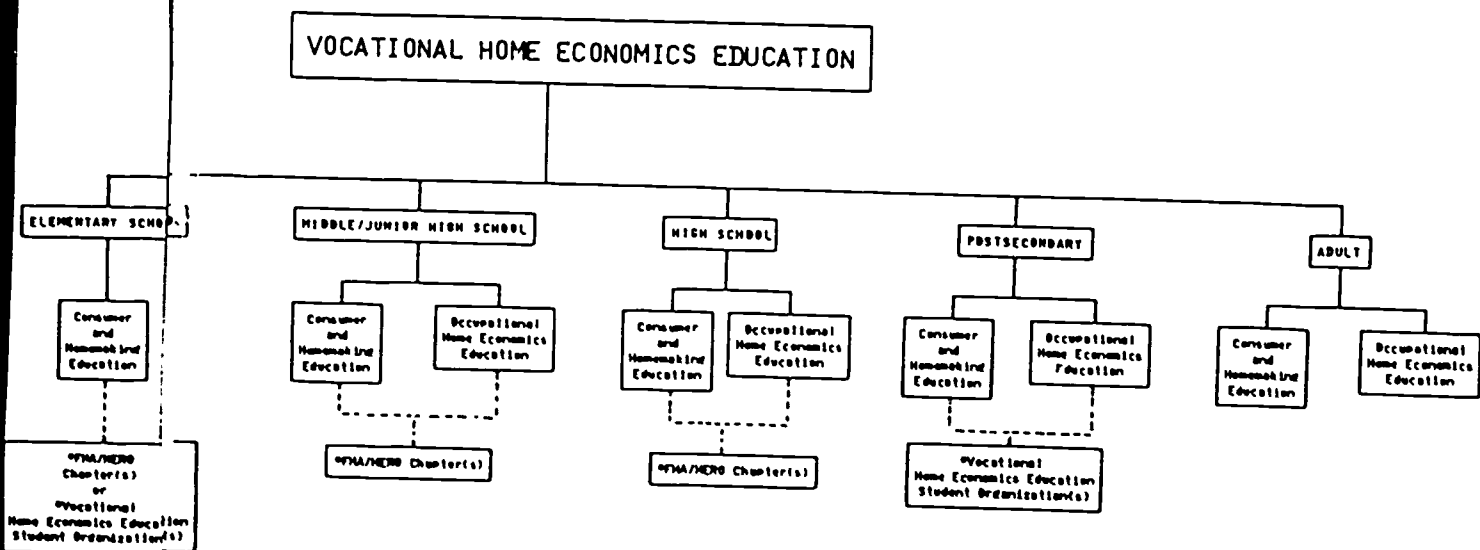 VOCATIONAL HOME ECONOMICS EDUCATION
ELEMENTARY SCHOOL
MIDDLE/JUNIOR HIGH SCHOOL
HIGH SCHOOL
POSTSECONDARY
ADULT
Consumer
and
Homemaking
Education
Consumer
and
Homemaking
Education
Occupational
Home Economics
Education
Consumer
and
Homemaking
Education
Occupational
Home Economics
Education
Consumer
and
Homemaking
Education
Occupational
Home Economics
Education
Consumer
and
Homemaking
Education
Occupational
Home Economics
Education
*FHA/HERO
Chapter(s)
or
*Vocational
Home Economics Education
Student Organization(s)
*FHA/HERO Chapter(s)
*FHA/HERO Chapter(s)
*Vocational
Home Economics Education
Student Organization(s)